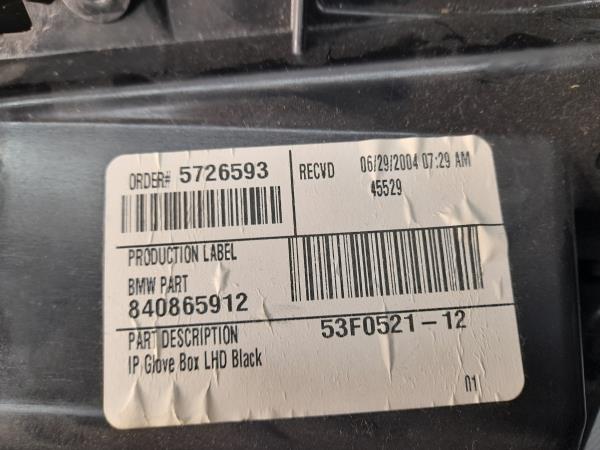 ORDER# 5726593
RECVD 06/29/2004 07:29 AM
45529
PRODUCTION LABEL
BMW PART
840865912
53F0521-12
PART DESCRIPTION
IP Glove Box LHD Black
01